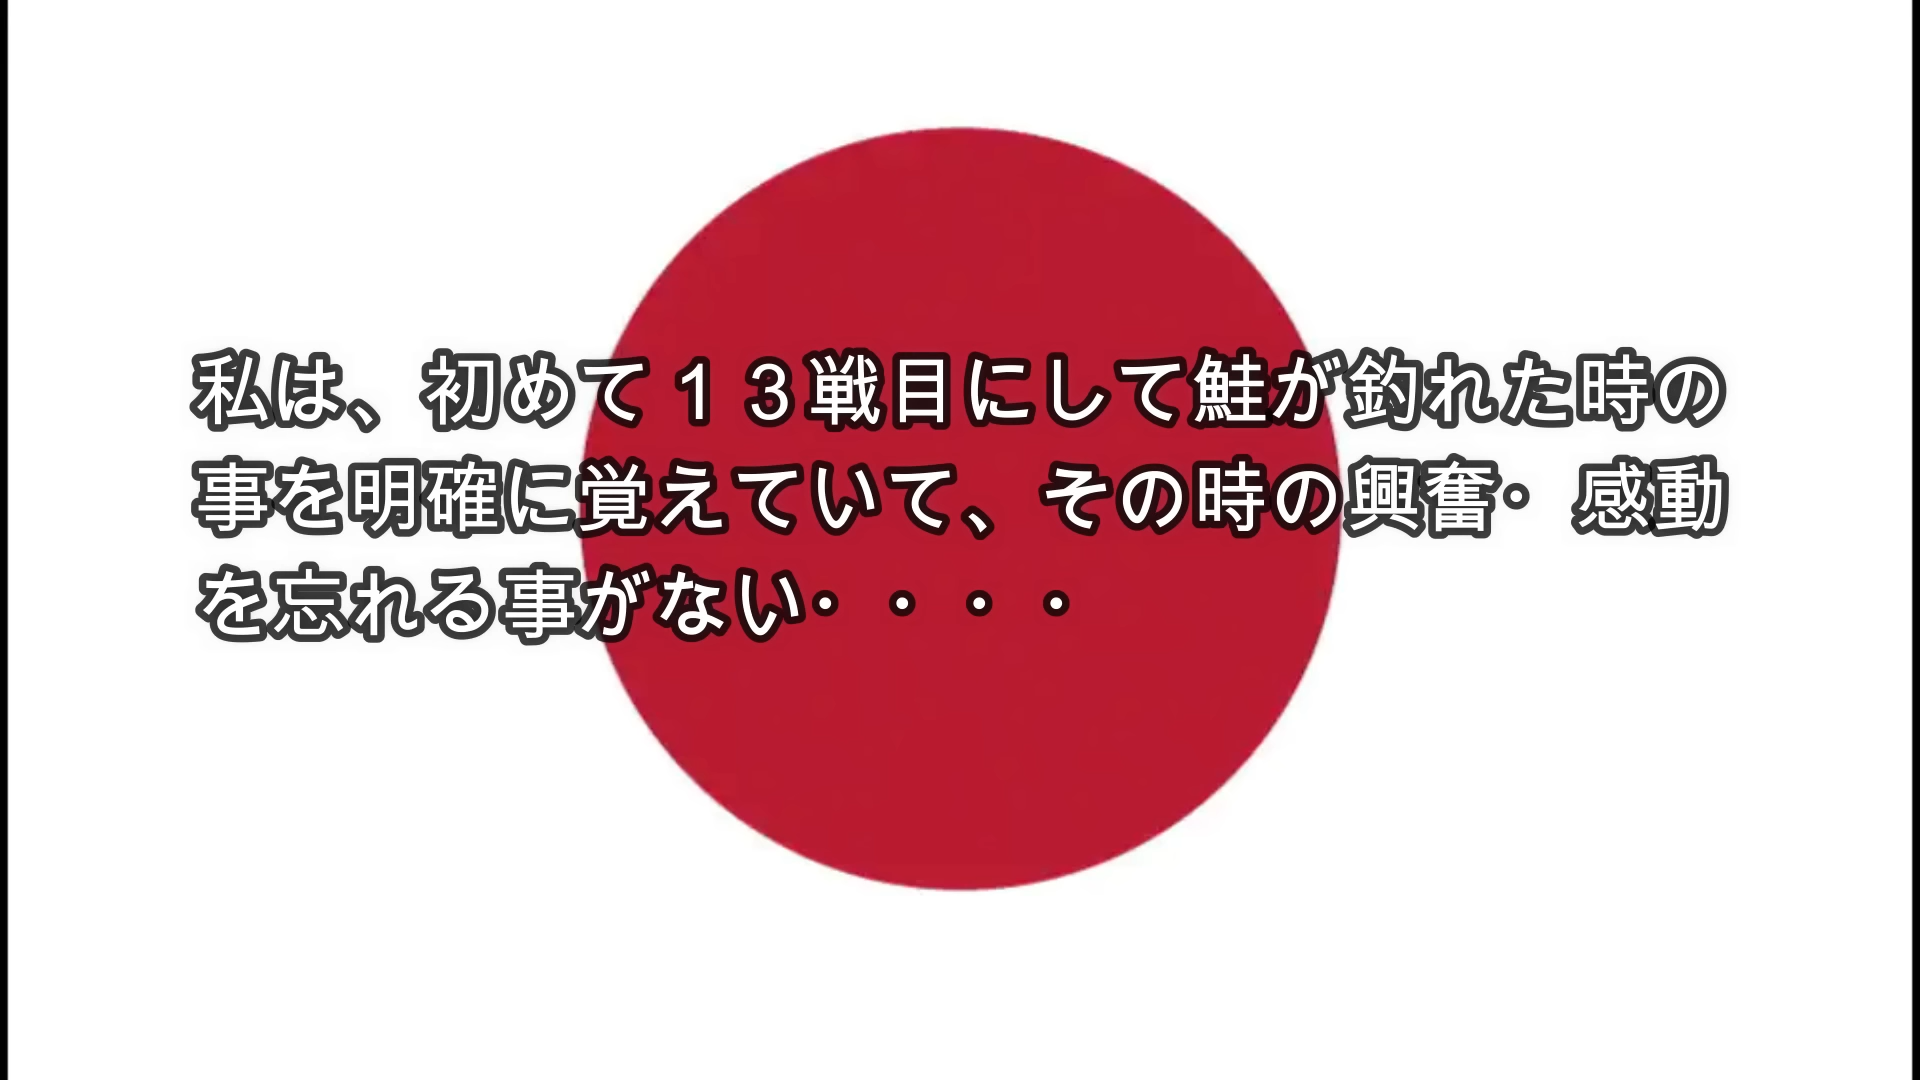 私は、初めて１３戦目にして鮭が釣れた時の
事を明確に覚えていて、その時の興奮・感動
を忘れる事がない・・・・